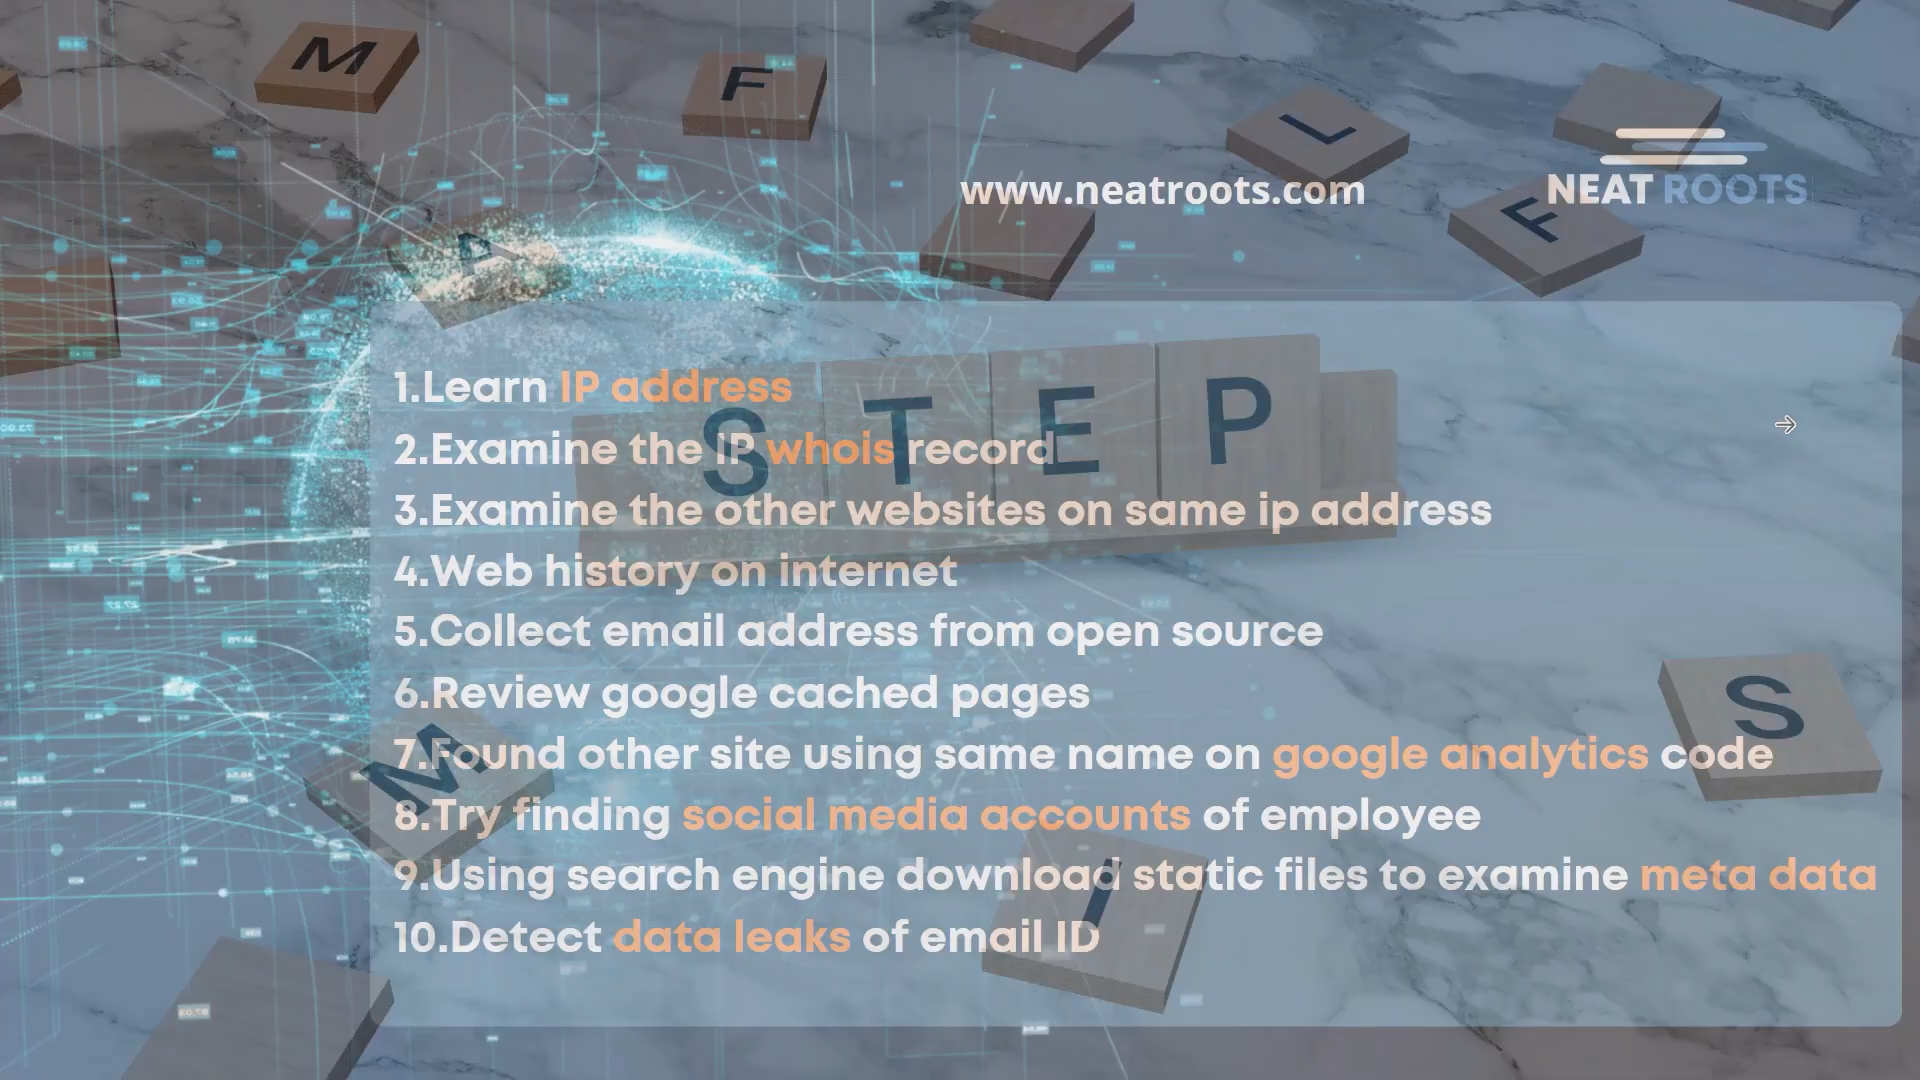 M
F
L
www.neatroots.com
NEAT ROOTS
F
A
STEP
1.Learn IP address
2.Examine the IP whois record
3.Examine the other websites on same ip address
4.Web history on internet
5.Collect email address from open source
6.Review google cached pages
7.Found other site using same name on google analytics code
8.Try finding social media accounts of employee
9.Using search engine download static files to examine meta data
10.Detect data leaks of email ID
S
M
I